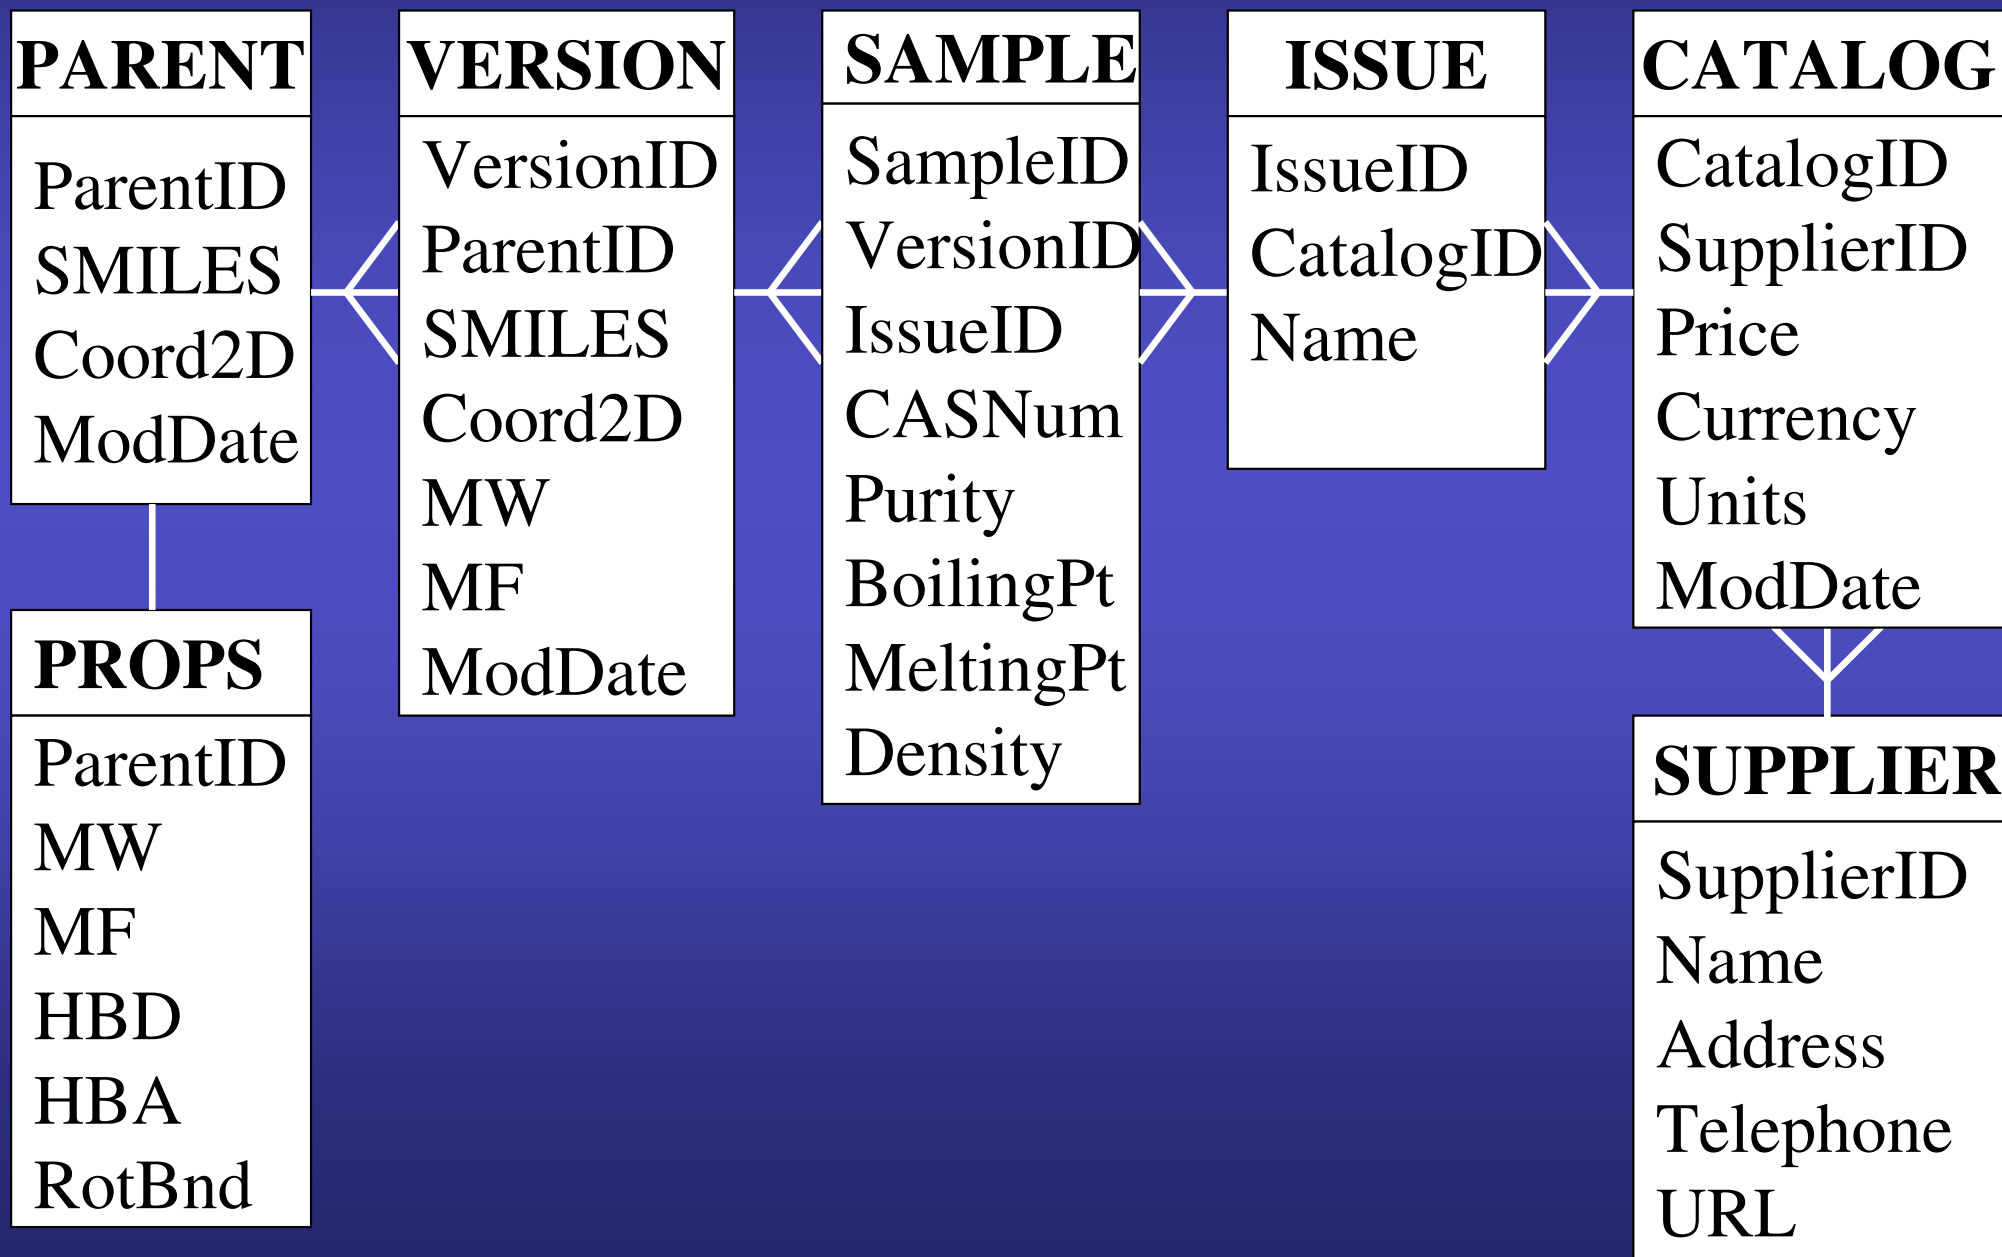 PARENT
ParentID
SMILES
Coord2D
ModDate
PROPS
ParentID
MW
MF
HBD
HBA
RotBnd
VERSION
VersionID
ParentID
SMILES
Coord2D
MW
MF
ModDate
SAMPLE
SampleID
VersionID
IssueID
CASNum
Purity
BoilingPt
MeltingPt
Density
ISSUE
IssueID
CatalogID
Name
CATALOG
CatalogID
SupplierID
Price
Currency
Units
ModDate
SUPPLIER
SupplierID
Name
Address
Telephone
URL